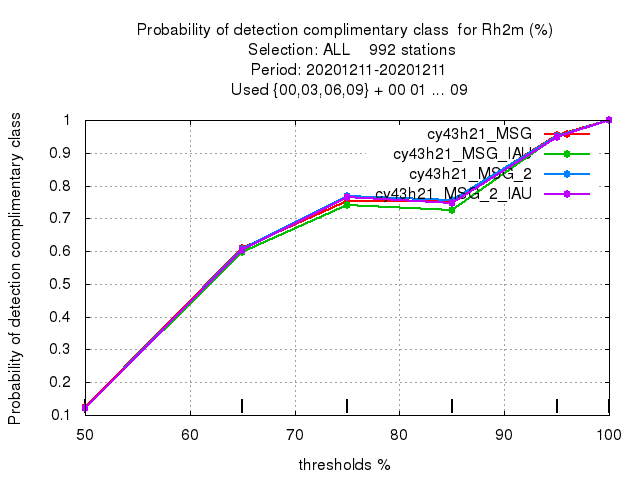 Probability of detection complimentary class  for Rh2m (%)
Selection: ALL    992 stations
Period: 20201211-20201211
Used {00,03,06,09} + 00 01 ... 09
Probability of detection complimentary class
1
0.9
0.8
0.7
0.6
0.5
0.4
0.3
0.2
0.1
cy43h21_MSG
cy43h21_MSG_IAU
cy43h21_MSG_2
cy43h21_MSG_2_IAU
50 60 70 80 90 100
thresholds %